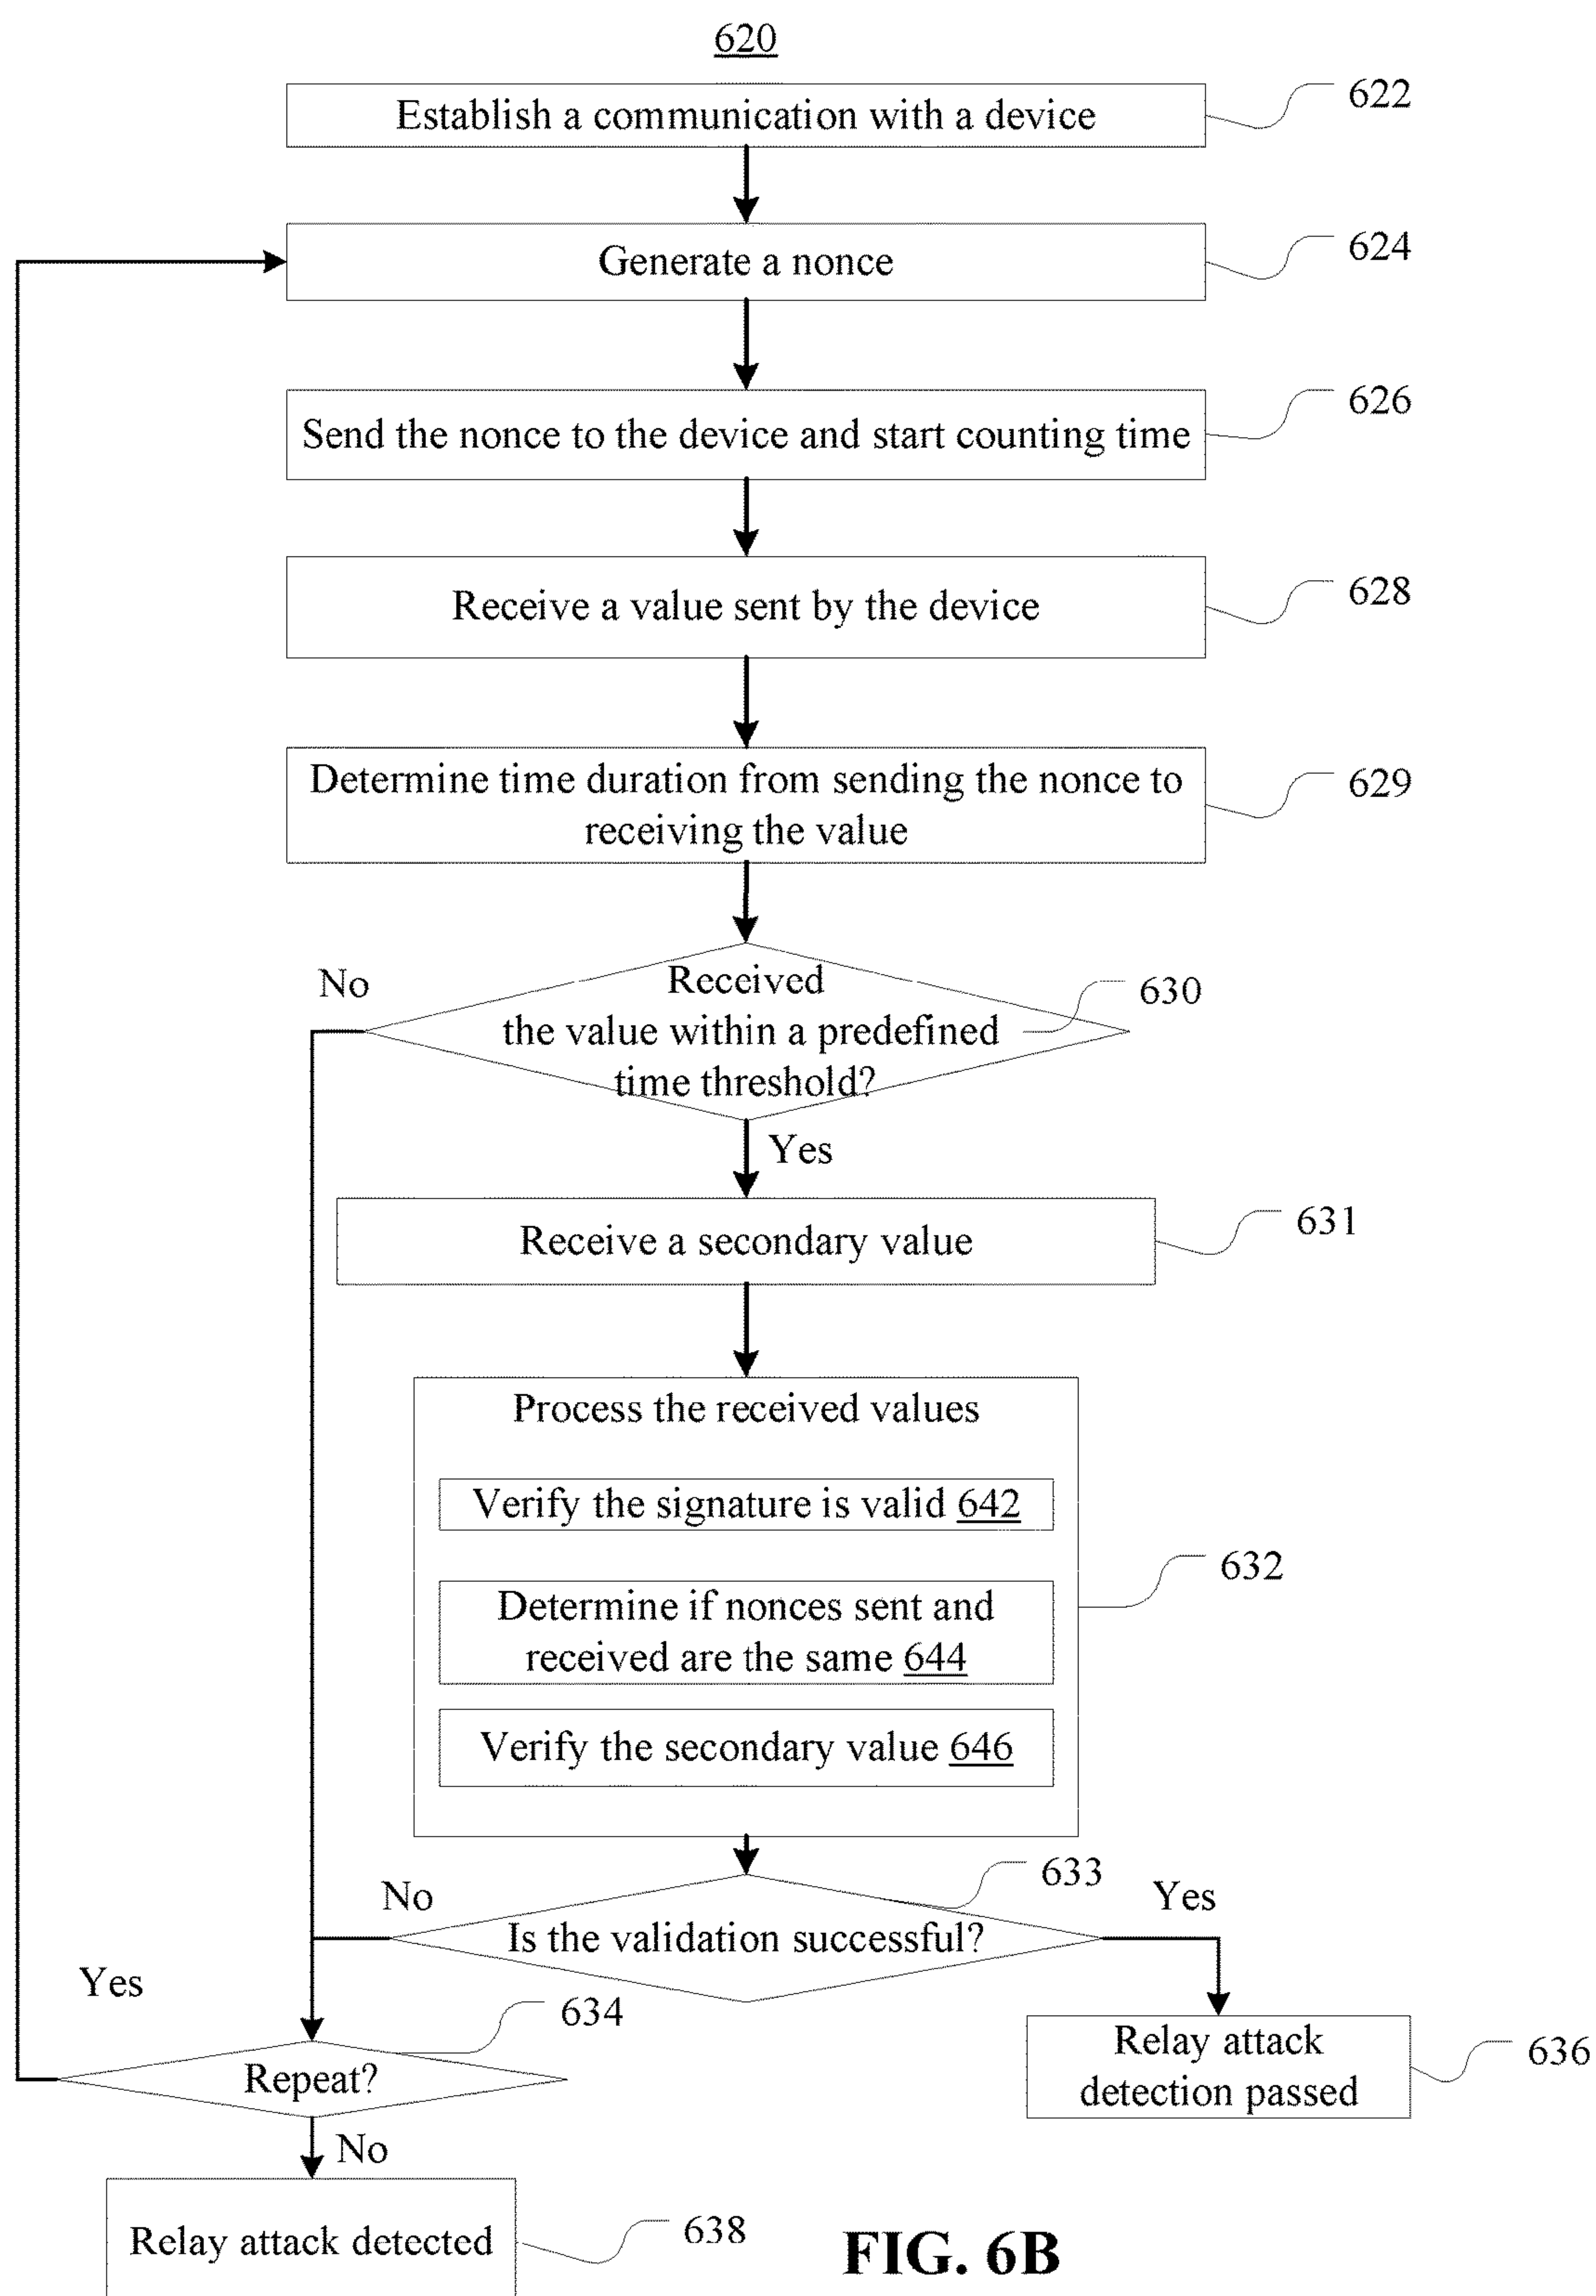 620
Establish a communication with a device
622
Generate a nonce
624
Send the nonce to the device and start counting time
626
Receive a value sent by the device
628
Determine time duration from sending the nonce to
receiving the value
629
No
Received
the value within a predefined
time threshold?
630
Yes
Receive a secondary value
631
Process the received values
Verify the signature is valid 642
Determine if nonces sent and
received are the same 644
Verify the secondary value 646
632
633
No
Yes
Is the validation successful?
Yes
634
Repeat?
Relay attack
detection passed
636
No
Relay attack detected
638
FIG. 6B